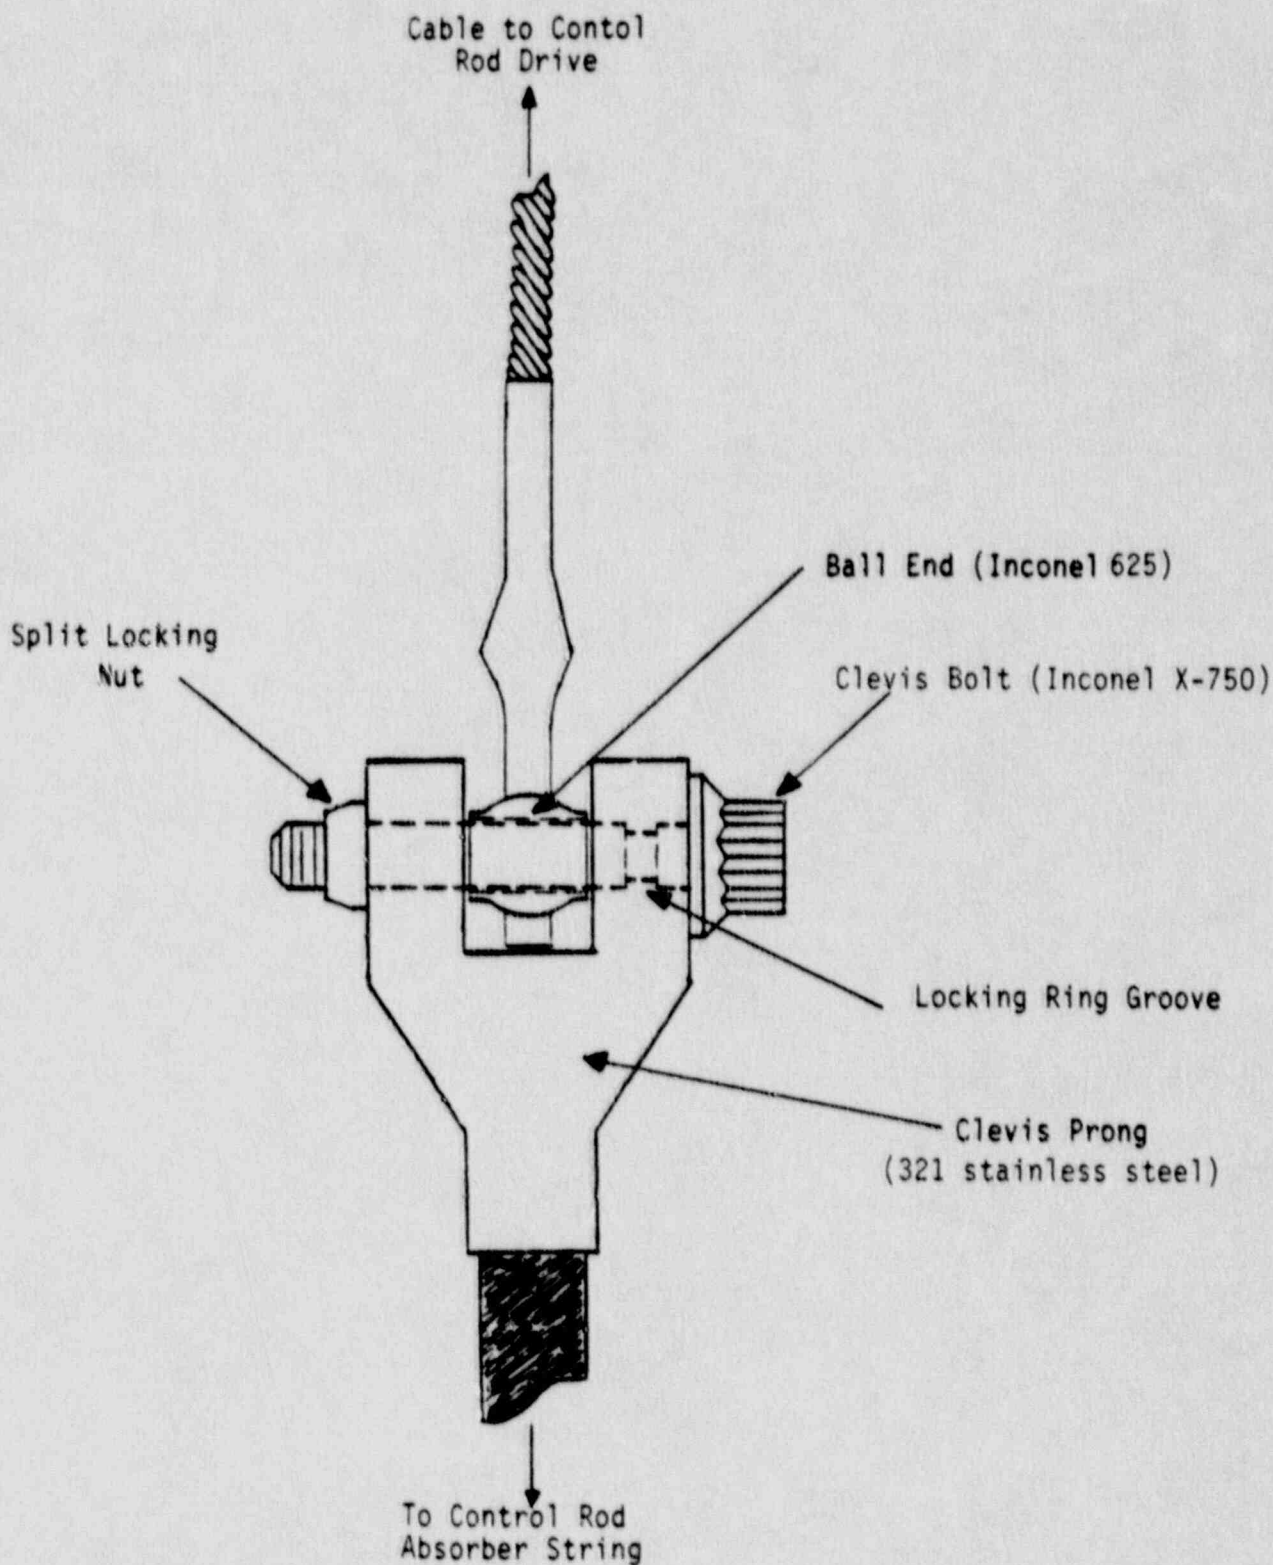 Cable to Contol
Rod Drive
Ball End (Inconel 625)
Split Locking
Nut
Clevis Bolt (Inconel X-750)
Locking Ring Groove
Clevis Prong
(321 stainless steel)
To Control Rod
Absorber String